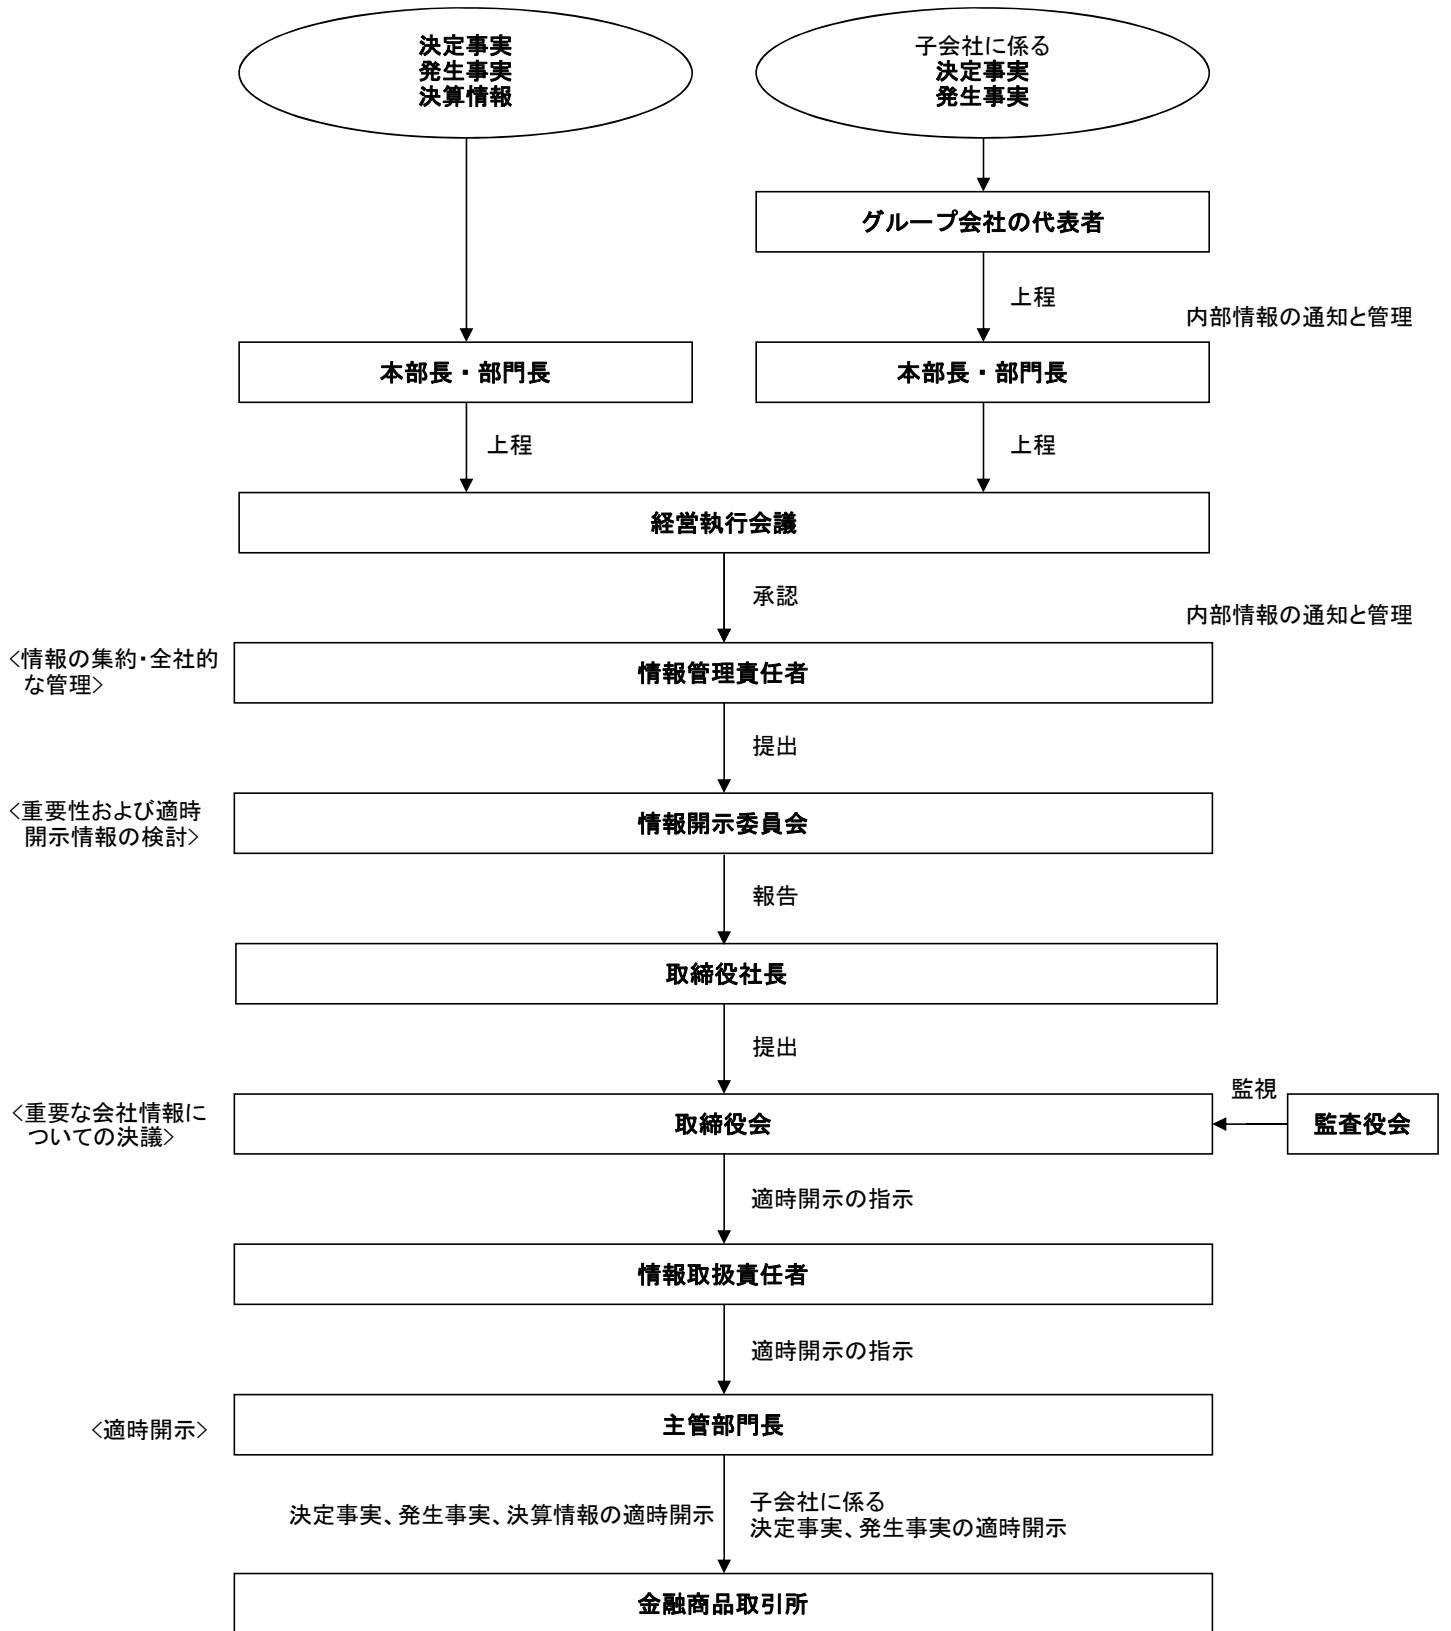 決定事実
発生事実
決算情報
子会社に係る
決定事実
発生事実
グループ会社の代表者
上程
内部情報の通知と管理
本部長・部門長
本部長・部門長
上程
上程
経営執行会議
承認
内部情報の通知と管理
<情報の集約・全社的
な管理>
情報管理責任者
提出
<重要性および適時
開示情報の検討>
情報開示委員会
報告
取締役社長
提出
<重要な会社情報に
ついての決議>
取締役会
監視
監査役会
適時開示の指示
情報取扱責任者
適時開示の指示
<適時開示>
主管部門長
決定事実、発生事実、決算情報の適時開示
子会社に係る
決定事実、発生事実の適時開示
金融商品取引所